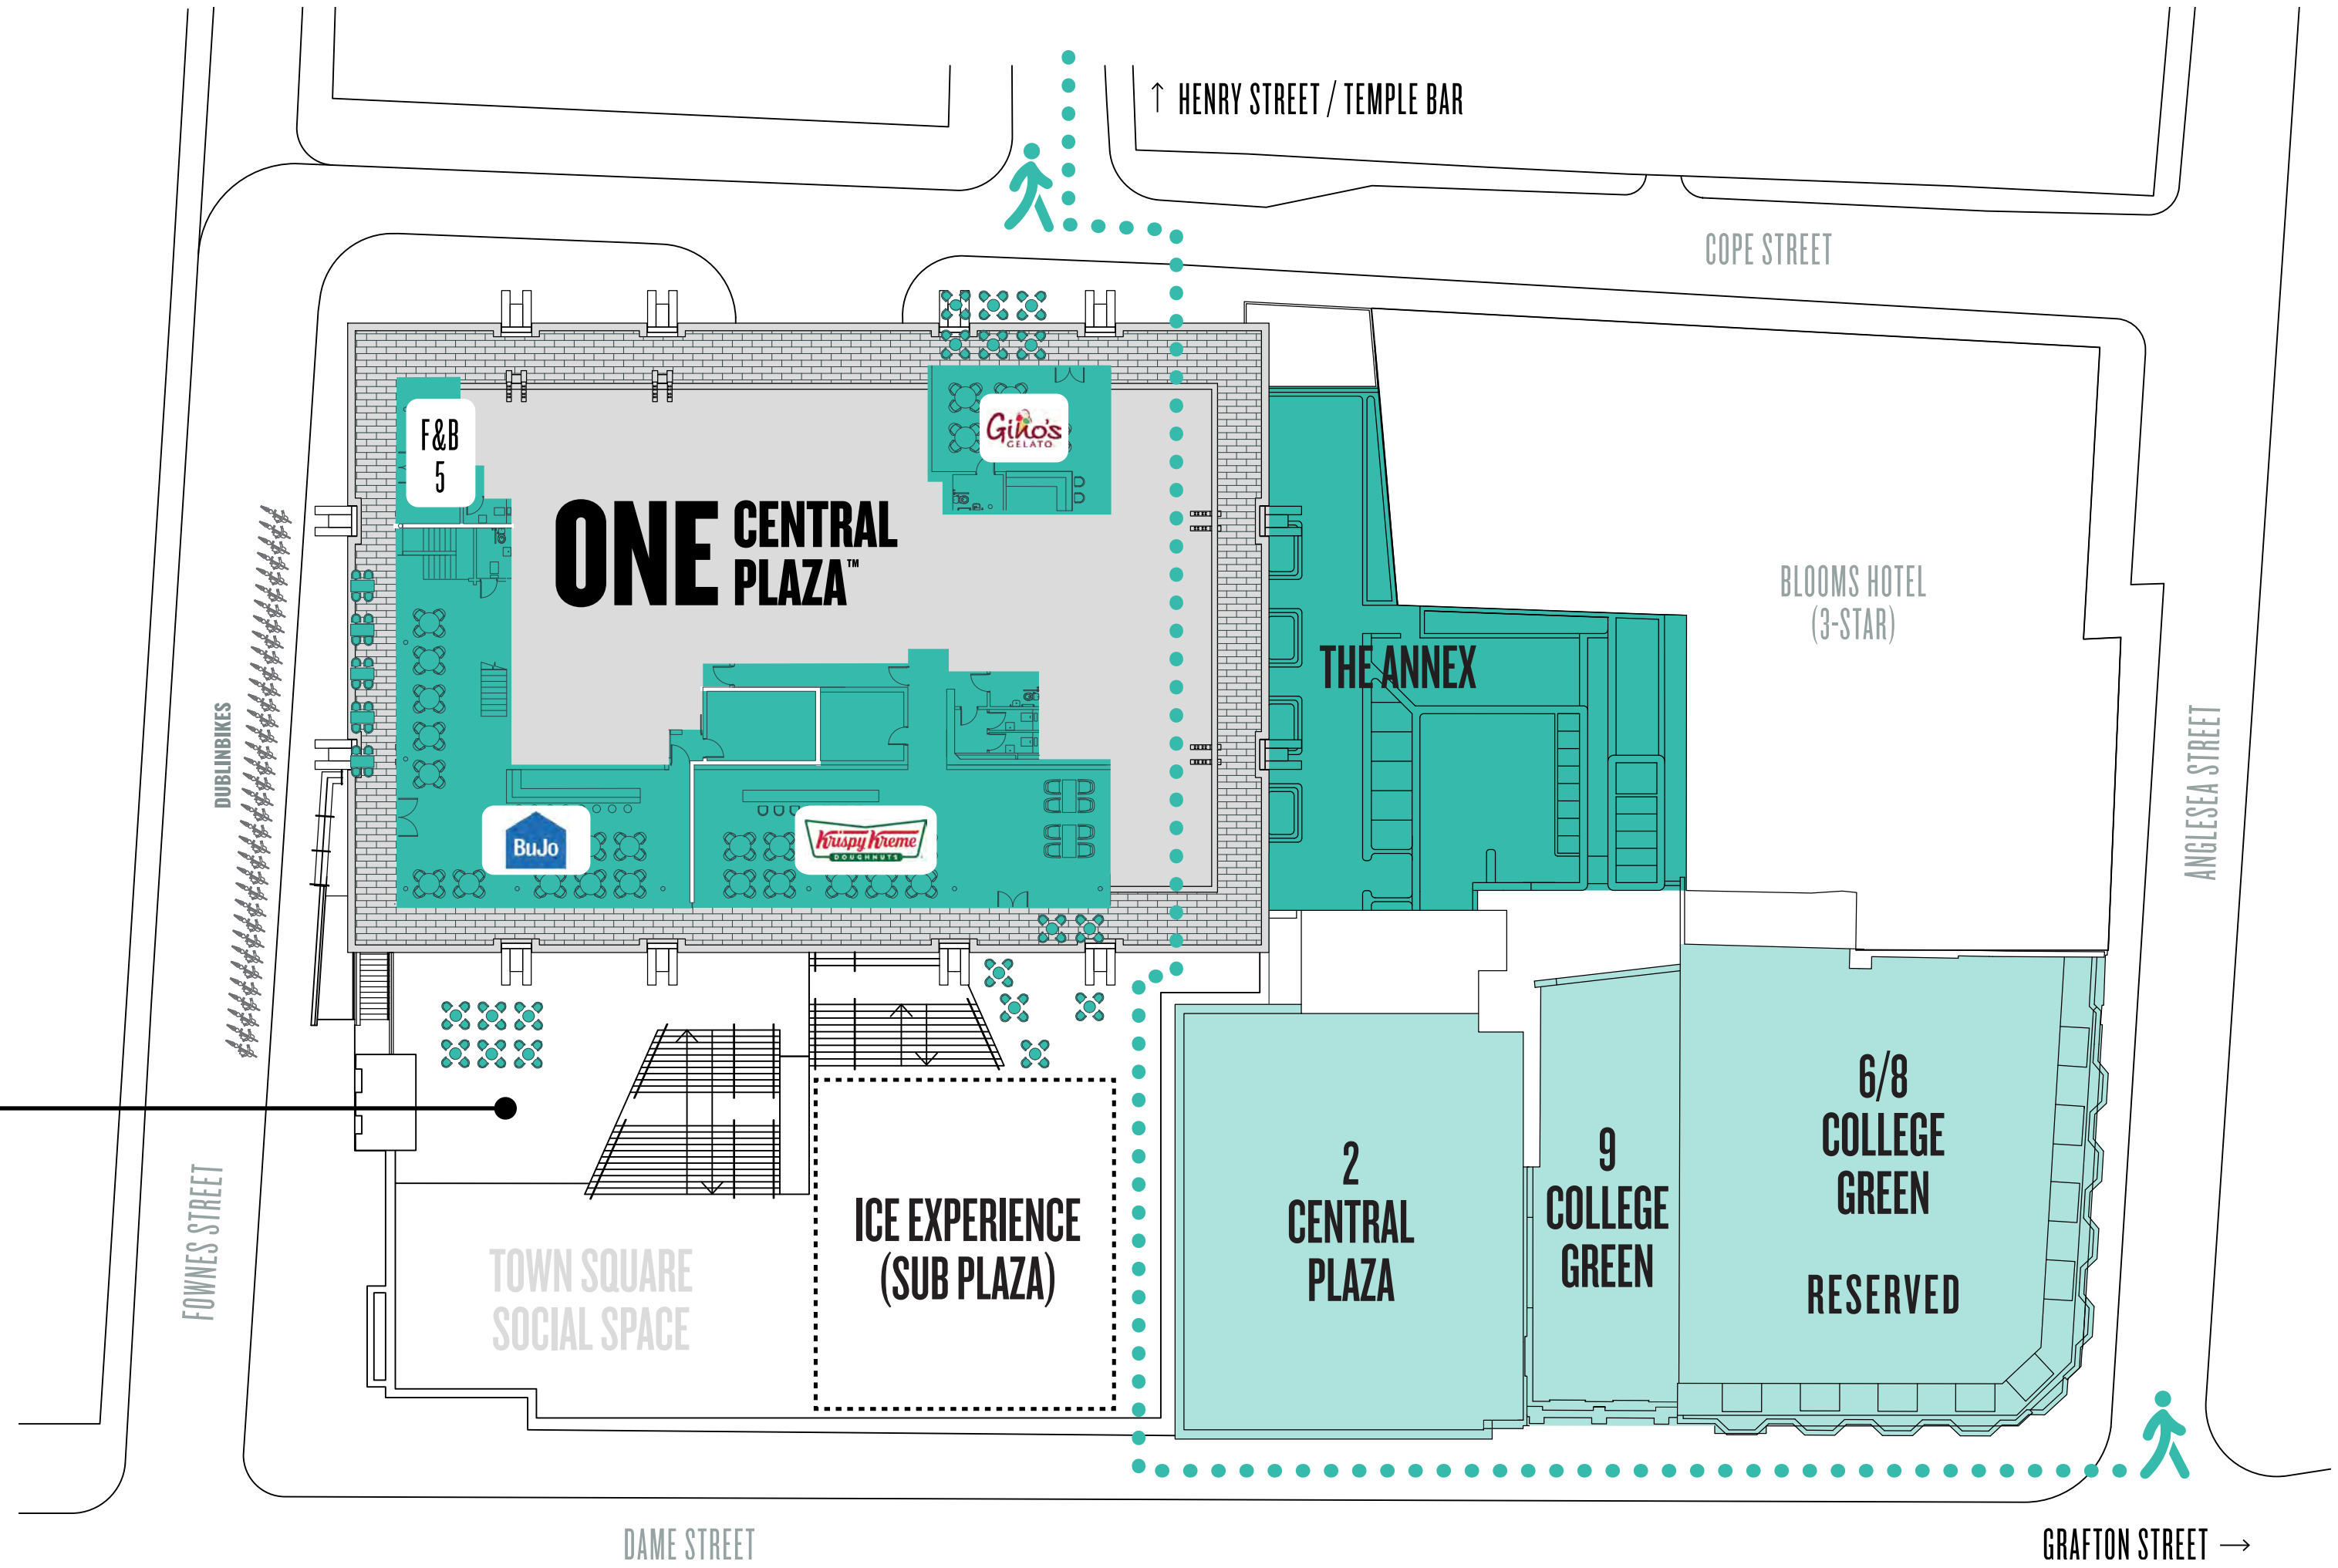 ↑ HENRY STREET / TEMPLE BAR
COPE STREET
F&B
5
Gino's
GELATO
ONE CENTRAL
PLAZA™
BLOOMS HOTEL
(3-STAR)
THE ANNEX
DUBLINBIKES
ANGLESEA STREET
BuJo
Krispy Kreme
DOUGHNUTS
FOWNES STREET
TOWN SQUARE
SOCIAL SPACE
ICE EXPERIENCE
(SUB PLAZA)
2
CENTRAL
PLAZA
9
COLLEGE
GREEN
6/8
COLLEGE
GREEN
RESERVED
DAME STREET
GRAFTON STREET →